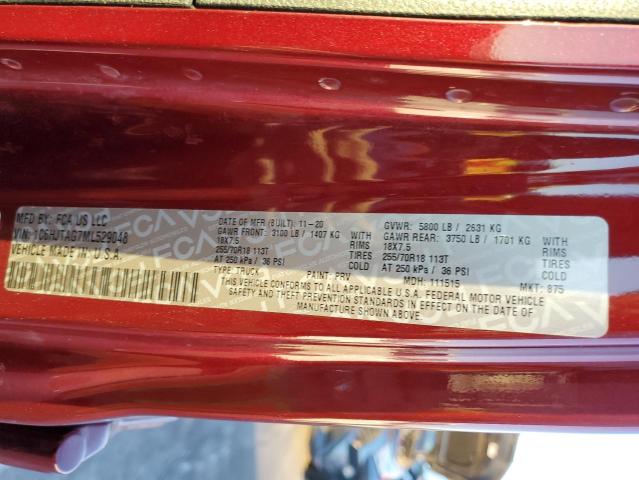 MFD BY: FCA US LLC
VIN: 1C6HJTAG7ML529048
VEHICLE MADE IN: U.S.A.
DATE OF MFR (BUILT): 11-20
GVWR: 5800 LB / 2631 KG
GAWR FRONT: 3100 LB / 1407 KG WITH
GAWR REAR: 3750 LB / 1701 KG WITH
18X7.5 RIMS
18X7.5 RIMS
255/70R18 113T TIRES
255/70R18 113T TIRES
AT 250 kPa / 36 PSI COLD
AT 250 kPa / 36 PSI COLD
TYPE: TRUCK PAINT: PRV MDH: 111515 MKT: 875
THIS VEHICLE CONFORMS TO ALL APPLICABLE U.S.A. FEDERAL MOTOR VEHICLE
SAFETY AND THEFT PREVENTION STANDARDS IN EFFECT ON THE DATE OF
MANUFACTURE SHOWN ABOVE.